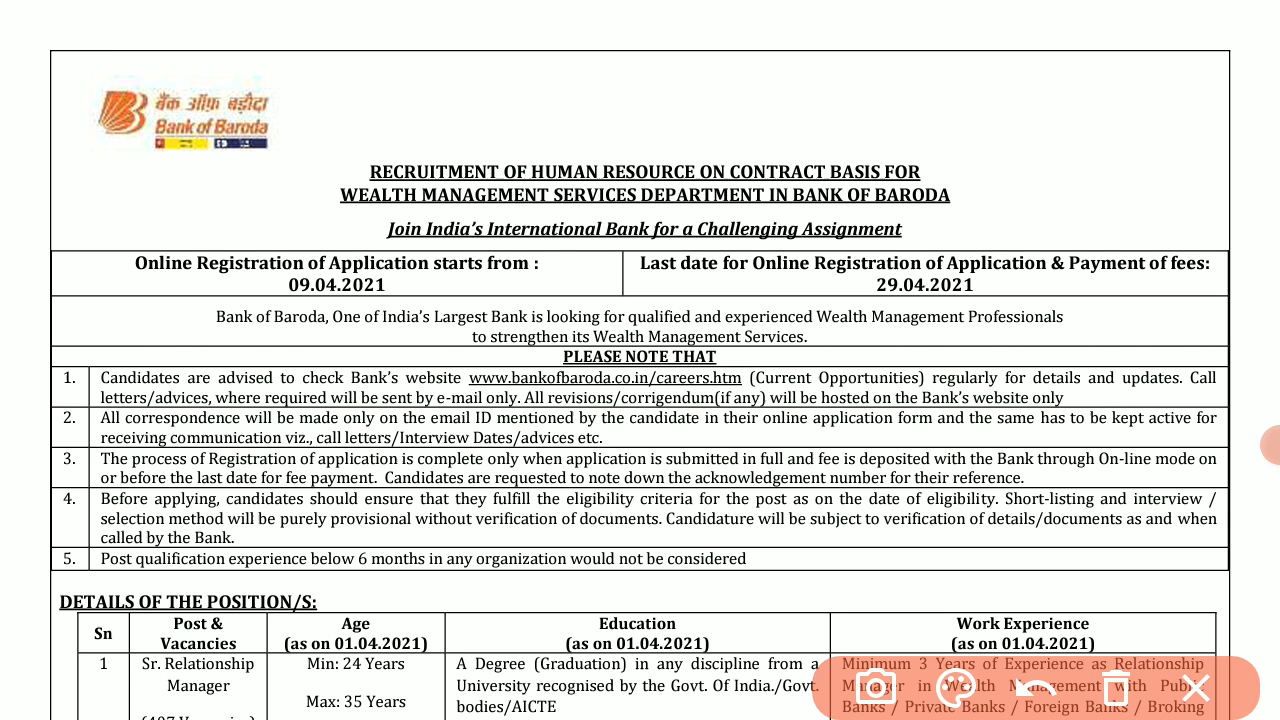 बैंक ऑफ़ बड़ौदा
Bank of Baroda
RECRUITMENT OF HUMAN RESOURCE ON CONTRACT BASIS FOR
WEALTH MANAGEMENT SERVICES DEPARTMENT IN BANK OF BARODA
Join India's International Bank for a Challenging Assignment
Online Registration of Application starts from :
09.04.2021
Last date for Online Registration of Application & Payment of fees:
29.04.2021
Bank of Baroda, One of India's Largest Bank is looking for qualified and experienced Wealth Management Professionals
to strengthen its Wealth Management Services.
PLEASE NOTE THAT
1. Candidates are advised to check Bank's website www.bankofbaroda.co.in/careers.htm (Current Opportunities) regularly for details and updates. Call
letters/advices, where required will be sent by e-mail only. All revisions/corrigendum(if any) will be hosted on the Bank's website only
2. All correspondence will be made only on the email ID mentioned by the candidate in their online application form and the same has to be kept active for
receiving communication viz., call letters/Interview Dates/advices etc.
3. The process of Registration of application is complete only when application is submitted in full and fee is deposited with the Bank through On-line mode on
or before the last date for fee payment. Candidates are requested to note down the acknowledgement number for their reference.
4. Before applying, candidates should ensure that they fulfill the eligibility criteria for the post as on the date of eligibility. Short-listing and interview /
selection method will be purely provisional without verification of documents. Candidature will be subject to verification of details/documents as and when
called by the Bank.
5. Post qualification experience below 6 months in any organization would not be considered
DETAILS OF THE POSITION/S:
Sn
Post &
Vacancies
Age
(as on 01.04.2021)
Education
(as on 01.04.2021)
Work Experience
(as on 01.04.2021)
1
Sr. Relationship
Manager
Min: 24 Years
Max: 35 Years
A Degree (Graduation) in any discipline from a
University recognised by the Govt. Of India./Govt.
bodies/AICTE
Minimum 3 Years of Experience as Relationship
Manager in Wealth Management with
Banks / Private Banks / Foreign Banks / Broking